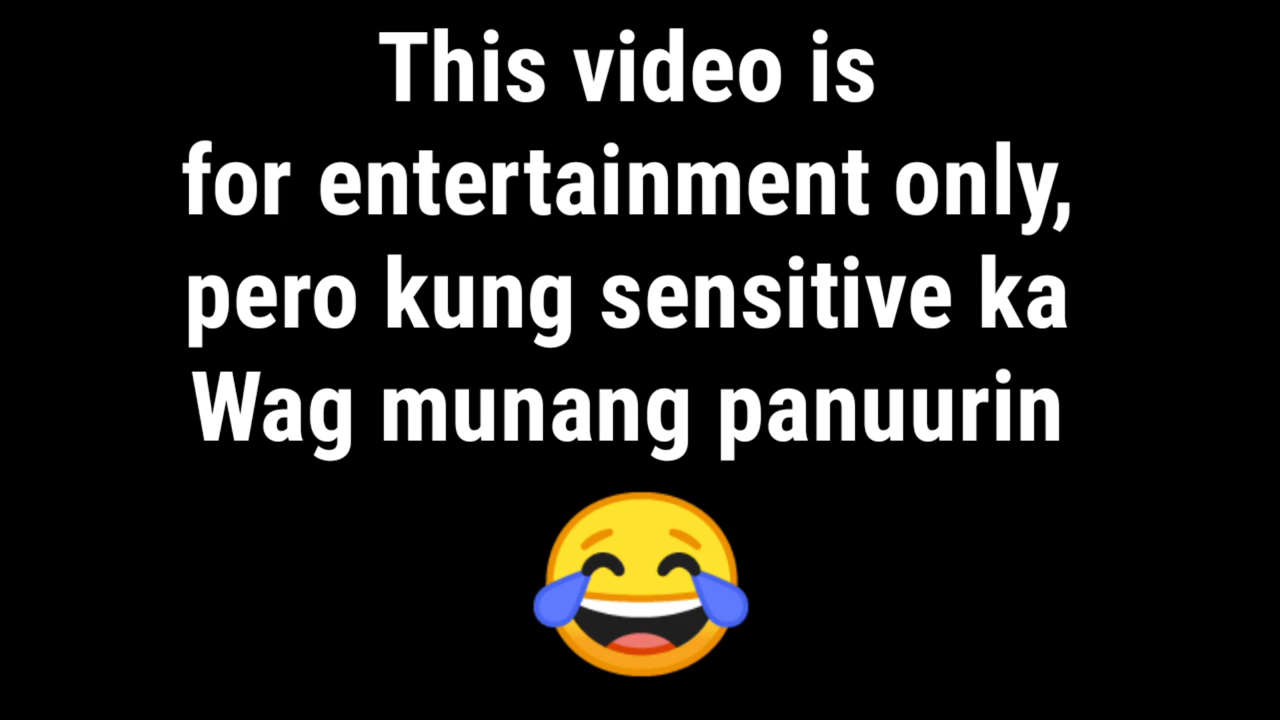 This video is
for entertainment only,
pero kung sensitive ka
Wag munang panuurin